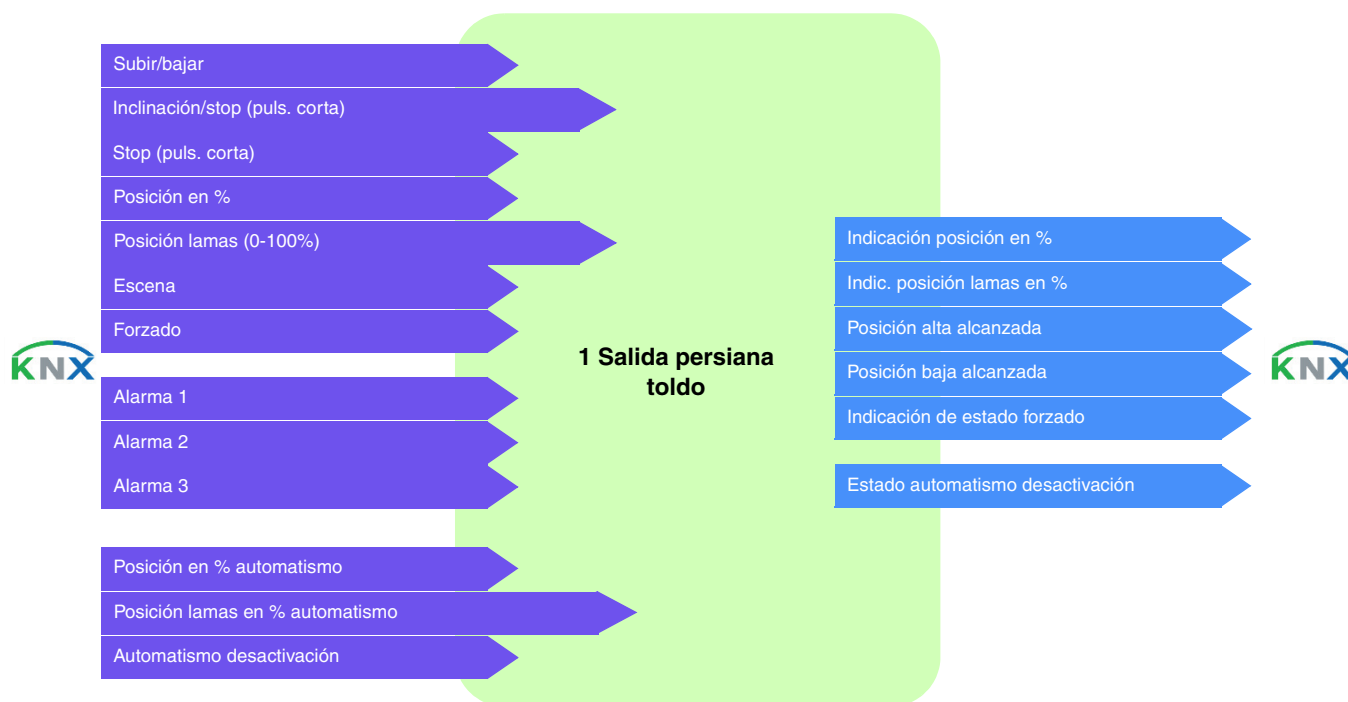 Subir/bajar
Inclinación/stop (puls. corta)
Stop (puls. corta)
Posición en %
Posición lamas (0-100%)
Escena
Forzado
KNX
Alarma 1
Alarma 2
Alarma 3
Posición en % automatismo
Posición lamas en % automatismo
Automatismo desactivación
1 Salida persiana
toldo
Indicación posición en %
Indic. posición lamas en %
Posición alta alcanzada
Posición baja alcanzada
Indicación de estado forzado
Estado automatismo desactivación
KNX